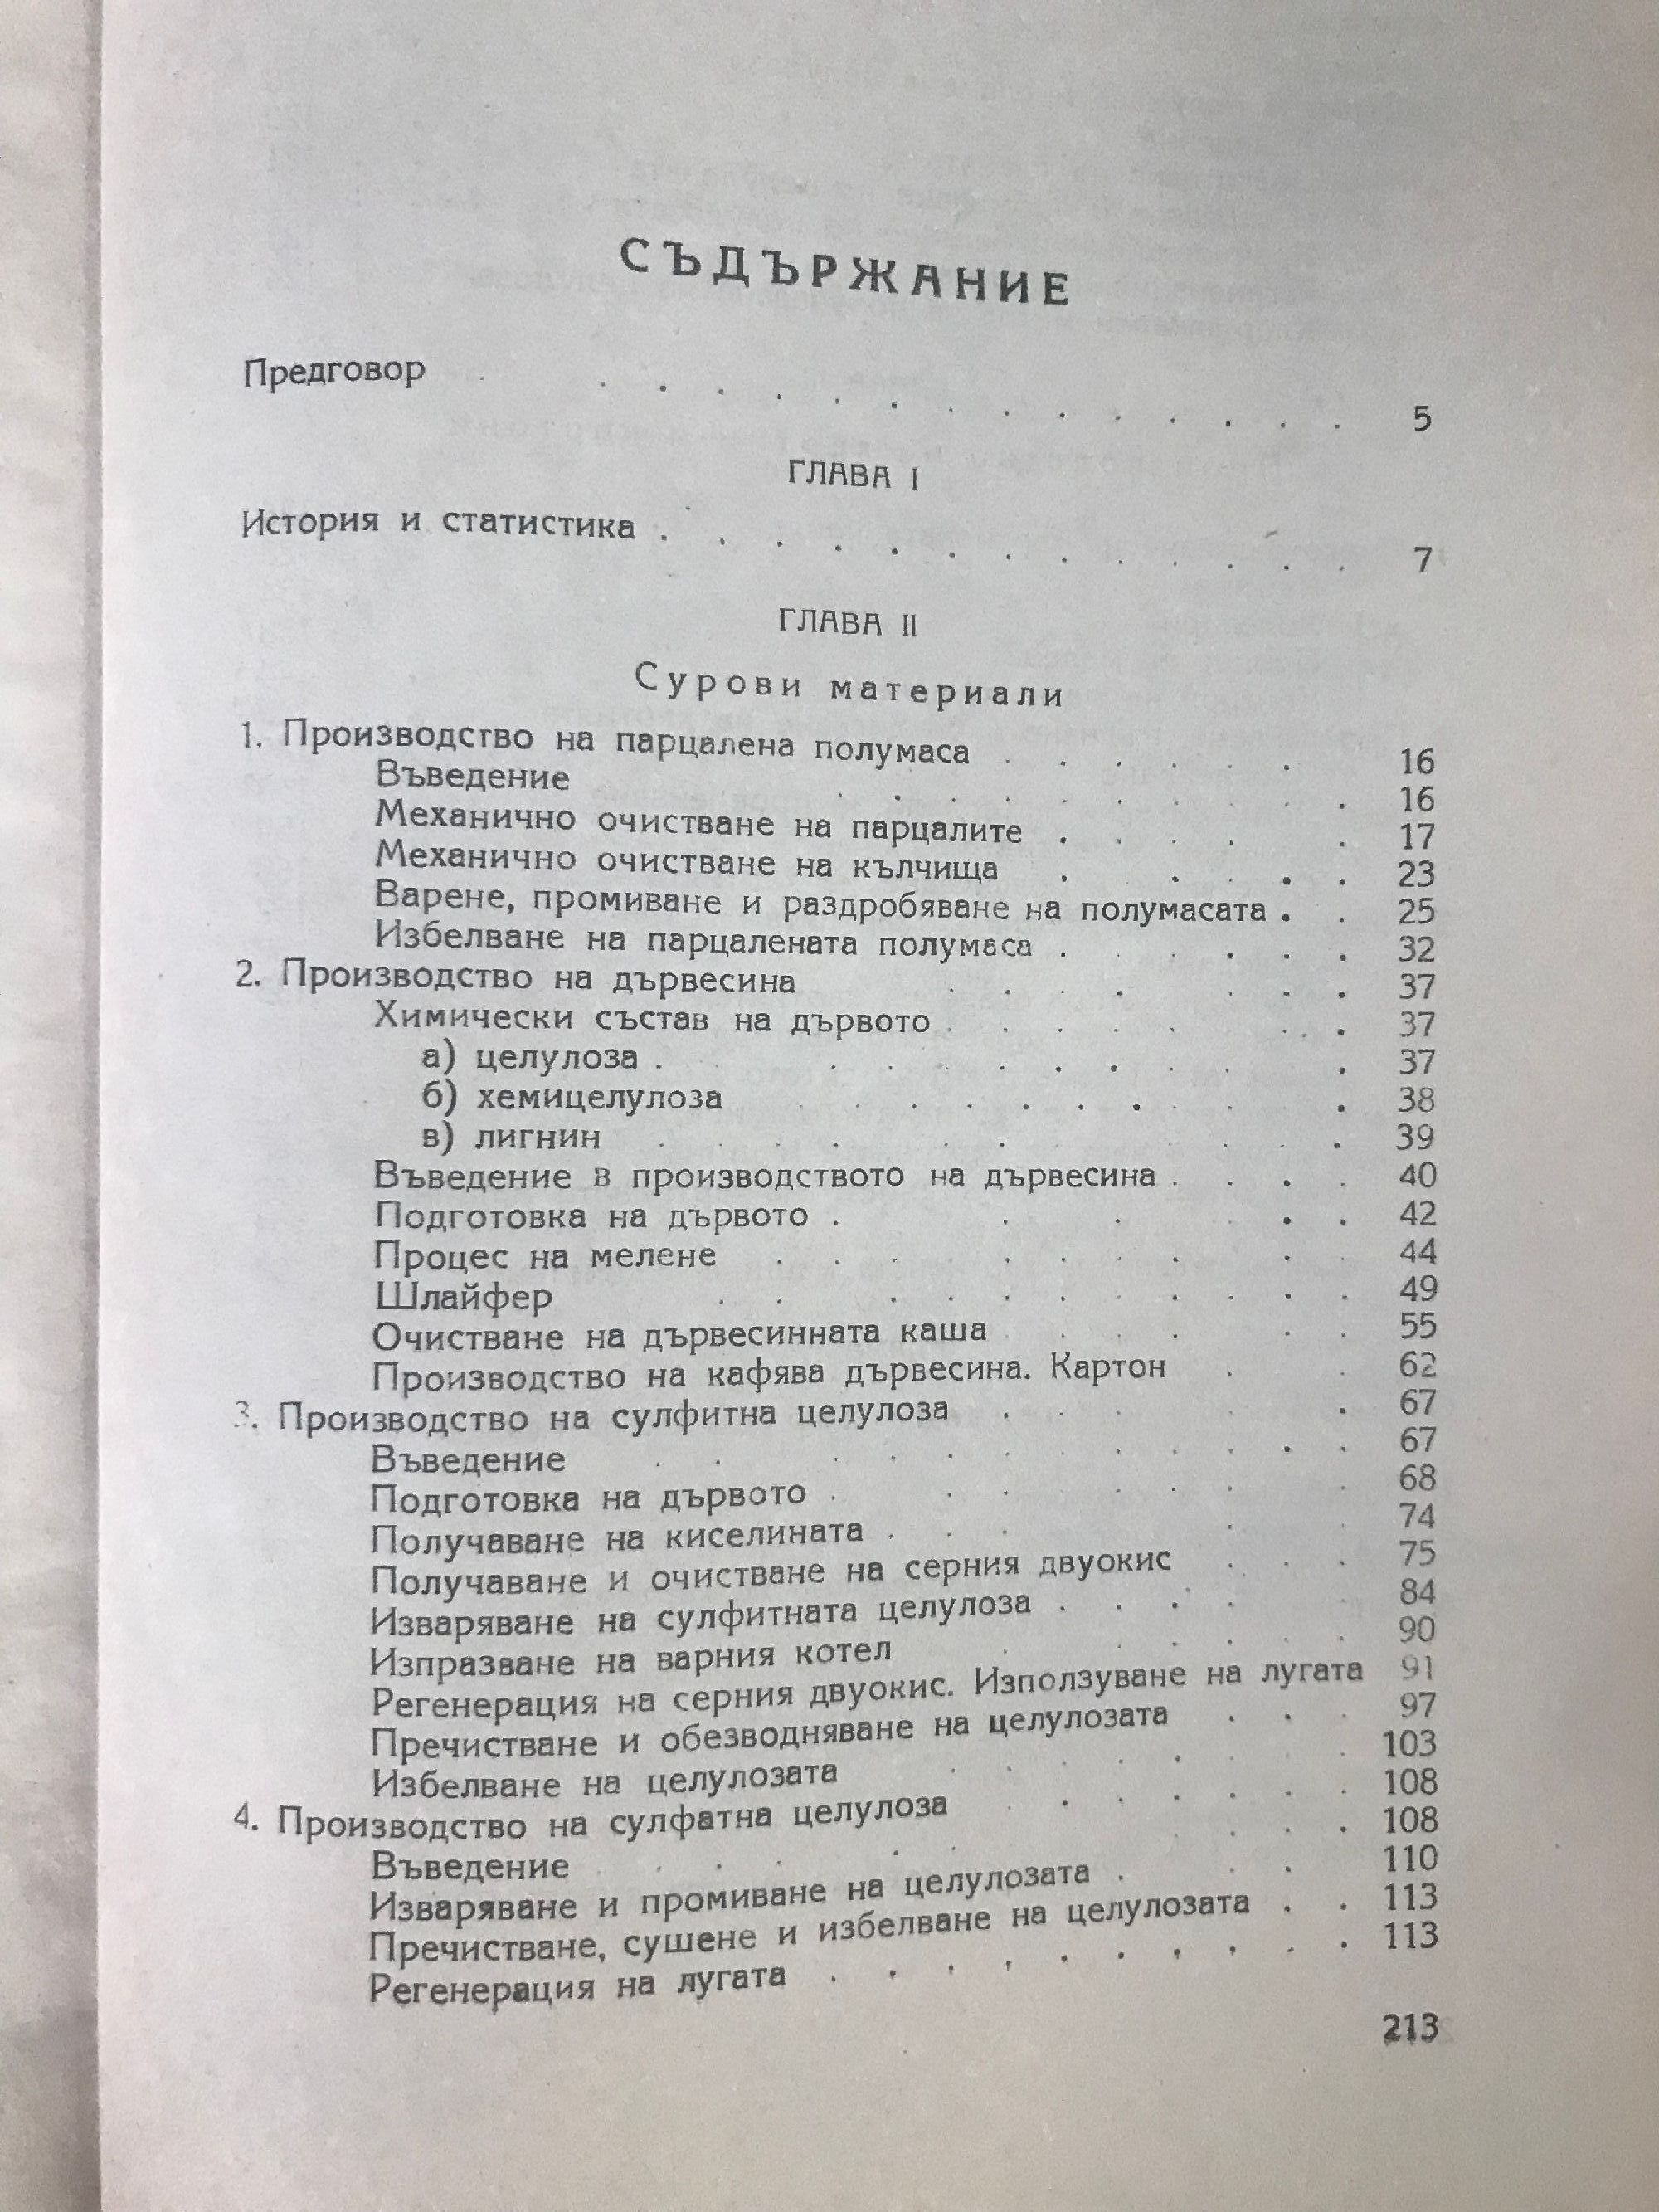 СЪДЪРЖАНИЕ
Предговор . . . . . . . . . . . . . . . 5
ГЛАВА I
История и статистика . . . . . . . . . . . . . 7
ГЛАВА II
Сурови материали
1. Производство на парцалена полумаса . . . . . . 16
Въведение . . . . . . . . . . 16
Механично очистване на парцалите . . . . . 17
Механично очистване на кълчища . . . . . 23
Варене, промиване и раздробяване на полумасата . . 25
Избелване на парцалената полумаса . . . . . . 32
2. Производство на дървесина . . . . . . . 37
Химически състав на дървото . . . . . . . . 37
а) целулоза . . . . . . . . . . 37
б) хемицелулоза . . . . . . . . . 38
в) лигнин . . . . . . . . . . 39
Въведение в производството на дървесина . . . . 40
Подготовка на дървото . . . . . 42
Процес на мелене . . . . . . . . . 44
Шлайфер . . . . . . . . . . . 49
Очистване на дървесинната каша . . . . . . 55
Производство на кафява дървесина. Картон . . 62
3. Производство на сулфитна целулоза . . . . . . 67
Въведение . . . . . . . . . . . 67
Подготовка на дървото . . . . . . . 68
Получаване на киселината . . . . . . 74
Получаване и очистване на серния двуокис . . . 75
Изваряване на сулфитната целулоза . . . . . 84
Изпразване на варния котел . . . . . . 90
Регенерация на серния двуокис. Използуване на лугата 91
Пречистване и обезводняване на целулозата . . . 97
Избелване на целулозата . . . . . . . 103
4. Производство на сулфатна целулоза . . . . . . . 108
Въведение . . . . . . . . 108
Изваряване и промиване на целулозата . . . 110
Пречистване, сушене и избелване на целулозата . . 113
Регенерация на лугата . . . . . . . . . . 113
213